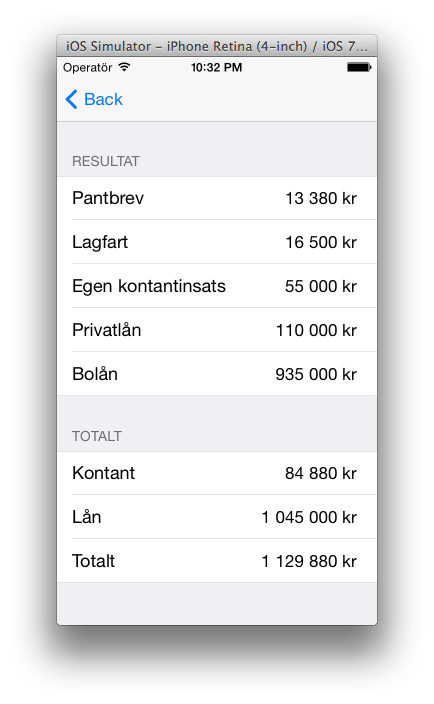 iOS Simulator – iPhone Retina (4-inch) / iOS 7...
Operatör 10:32 PM
Back
RESULTAT
Pantbrev 13 380 kr
Lagfart 16 500 kr
Egen kontantinsats 55 000 kr
Privatlån 110 000 kr
Bolån 935 000 kr
TOTALT
Kontant 84 880 kr
Lån 1 045 000 kr
Totalt 1 129 880 kr